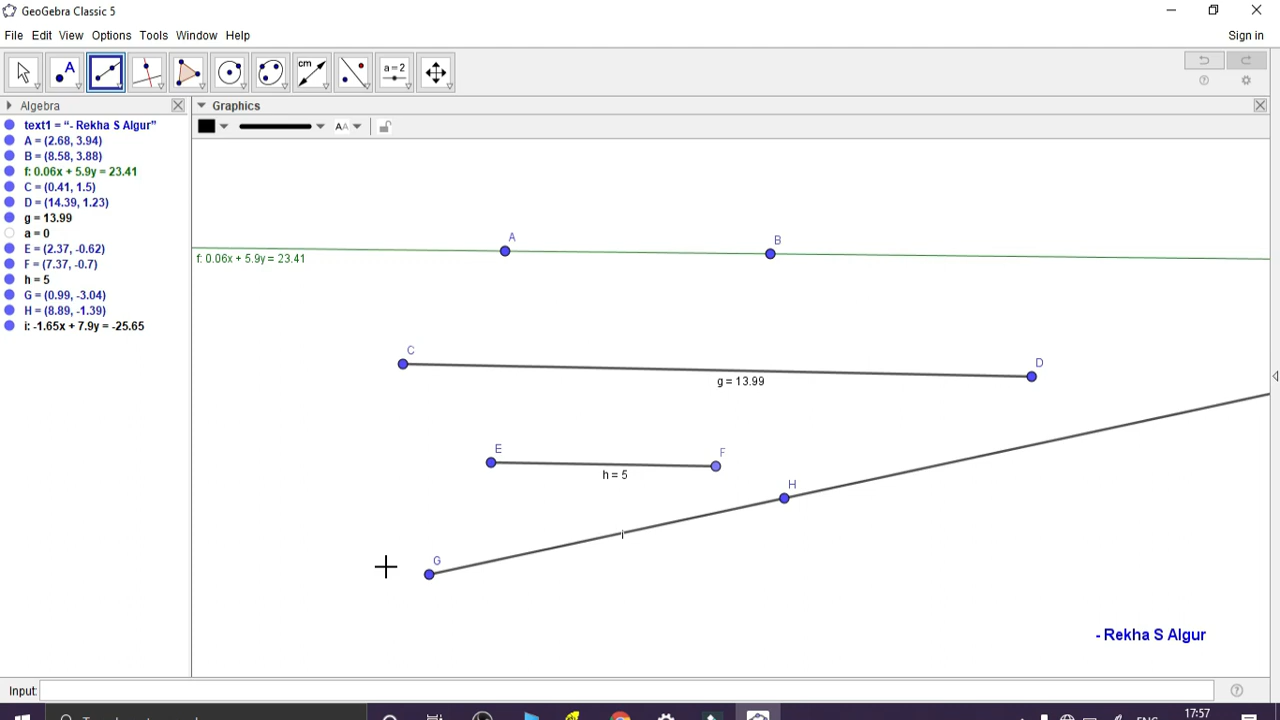 GeoGebra Classic 5
File Edit View Options Tools Window Help
Sign in
A
cm
a = 2
Algebra
Graphics
AA
text1 = “- Rekha S Algur”
A = (2.68, 3.94)
B = (8.58, 3.88)
f: 0.06x + 5.9y = 23.41
C = (0.41, 1.5)
D = (14.39, 1.23)
g = 13.99
a = 0
E = (2.37, -0.62)
F = (7.37, -0.7)
h = 5
G = (0.99, -3.04)
H = (8.89, -1.39)
i: -1.65x + 7.9y = -25.65
A
B
f: 0.06x + 5.9y = 23.41
C
D
g = 13.99
E
F
h = 5
H
G
- Rekha S Algur
Input:
17:57